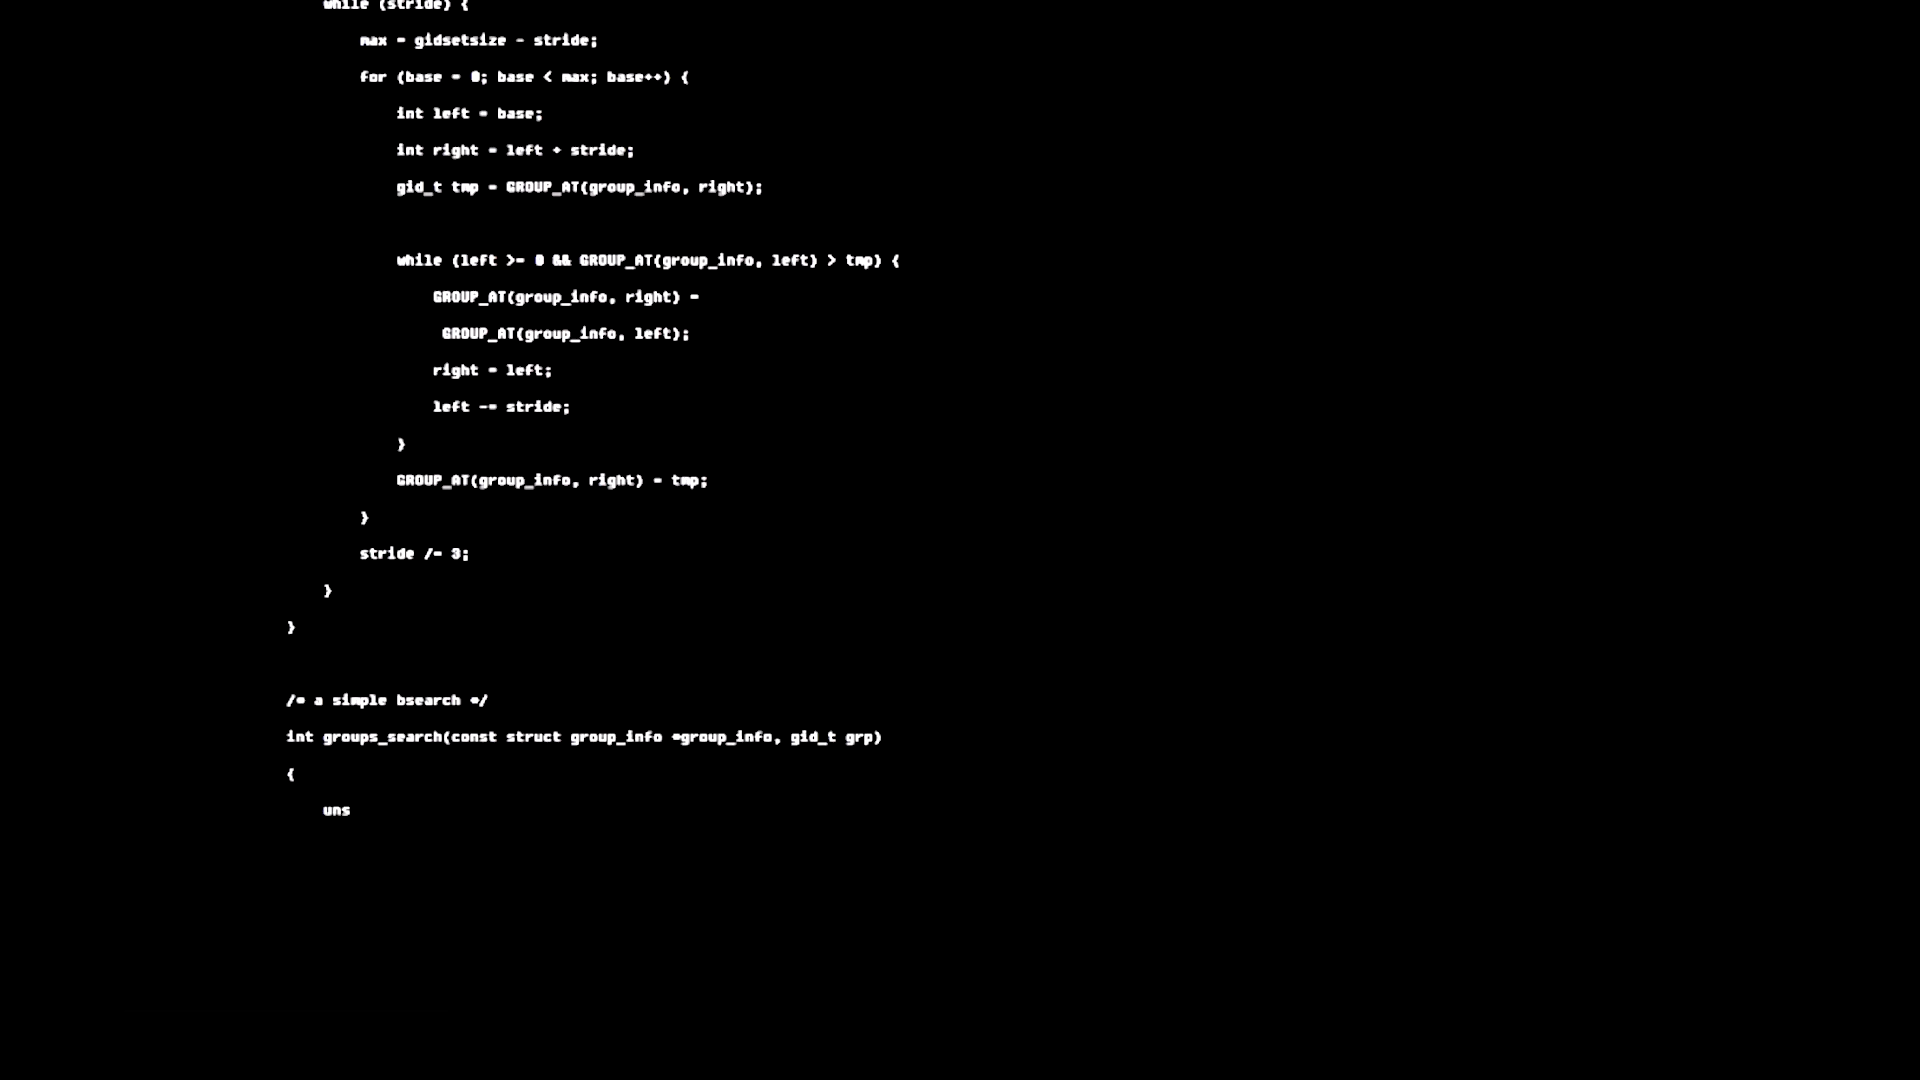 while (stride) {
max = gidsetsize - stride;
for (base = 0; base < max; base++) {
int left = base;
int right = left + stride;
gid_t tmp = GROUP_AT(group_info, right);
while (left >= 0 && GROUP_AT(group_info, left) > tmp) {
GROUP_AT(group_info, right) =
GROUP_AT(group_info, left);
right = left;
left -= stride;
}
GROUP_AT(group_info, right) = tmp;
}
stride /= 3;
}
}
/* a simple bsearch */
int groups_search(const struct group_info *group_info, gid_t grp)
{
uns